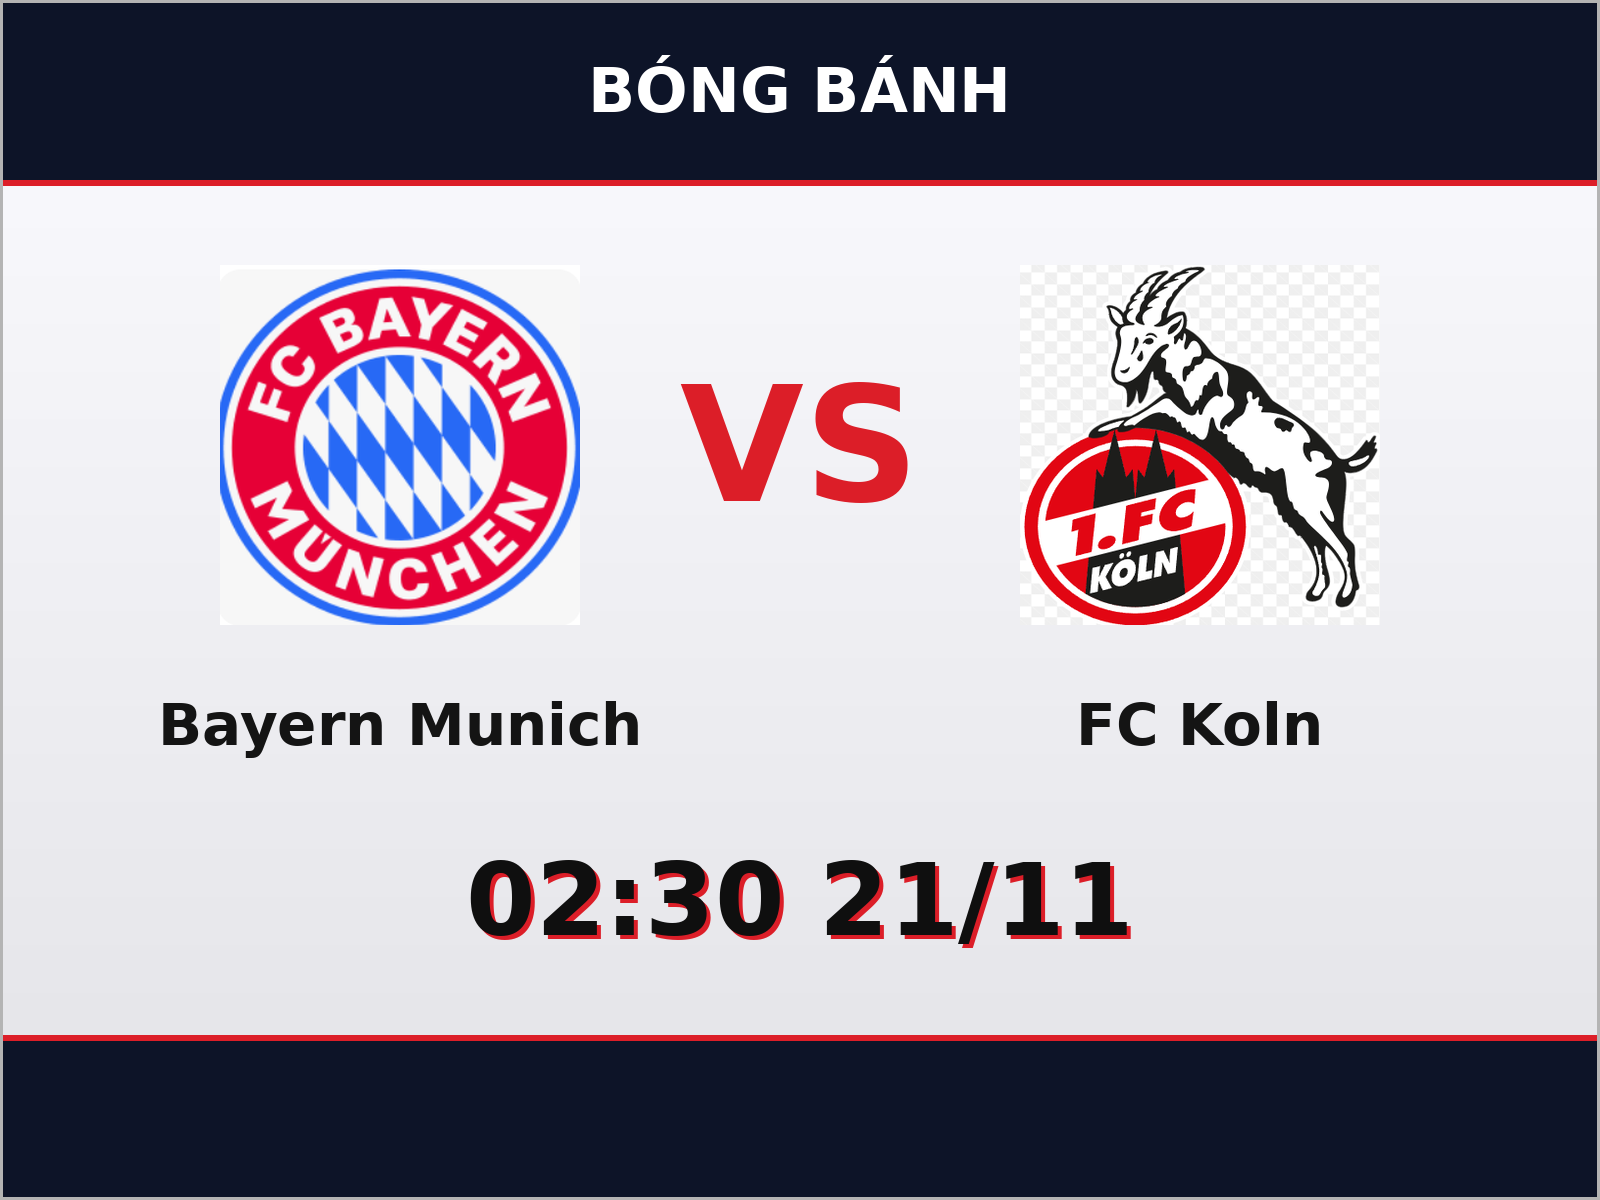 BÓNG BÁNH
FC BAYERN
MÜNCHEN
VS
1.FC
KÖLN
Bayern Munich
FC Koln
02:30 21/11